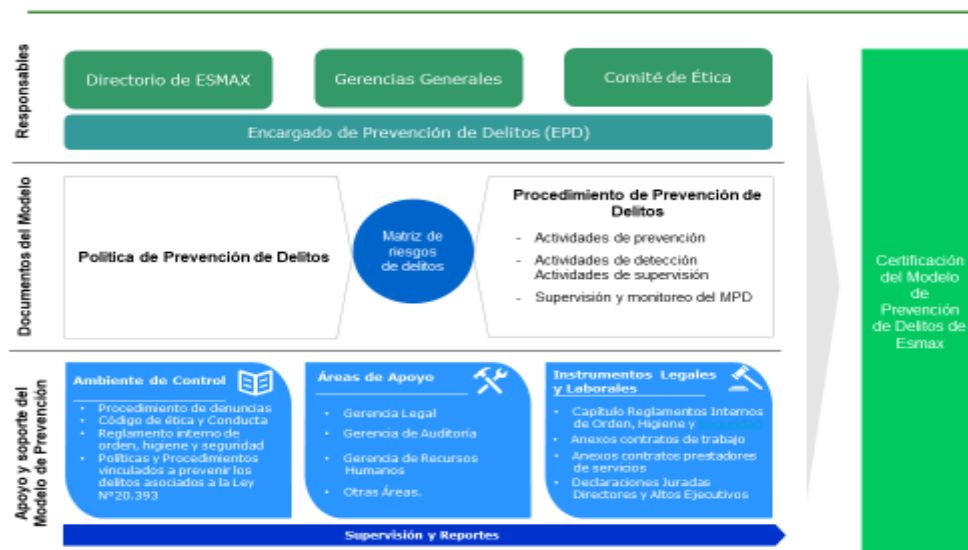 Responsables
Directorio de ESMAX
Gerencias Generales
Comité de Ética
Encargado de Prevención de Delitos (EPD)
Documentos del Modelo
Política de Prevención de Delitos
Matriz de
riesgos
de delitos
Procedimiento de Prevención de
Delitos
- Actividades de prevención
- Actividades de detección
Actividades de supervisión
- Supervisión y monitoreo del MPD
Apoyo y soporte del
Modelo de Prevención
Ambiente de Control
• Procedimiento de denuncias
• Código de ética y Conducta
• Reglamento interno de
orden, higiene y seguridad
• Políticas y Procedimientos
vinculados a prevenir los
delitos asociados a la Ley
N°20.393
Áreas de Apoyo
• Gerencia Legal
• Gerencia de Auditoría
• Gerencia de Recursos
Humanos
• Otras Áreas.
Instrumentos Legales
y Laborales
• Capítulo Reglamentos Internos
de Orden, Higiene y
• Anexos contratos de trabajo
• Anexos contratos prestadores
de servicios
• Declaraciones Juradas
Directores y Altos Ejecutivos
Supervisión y Reportes
Certificación
del Modelo
de
Prevención
de Delitos de
Esmax